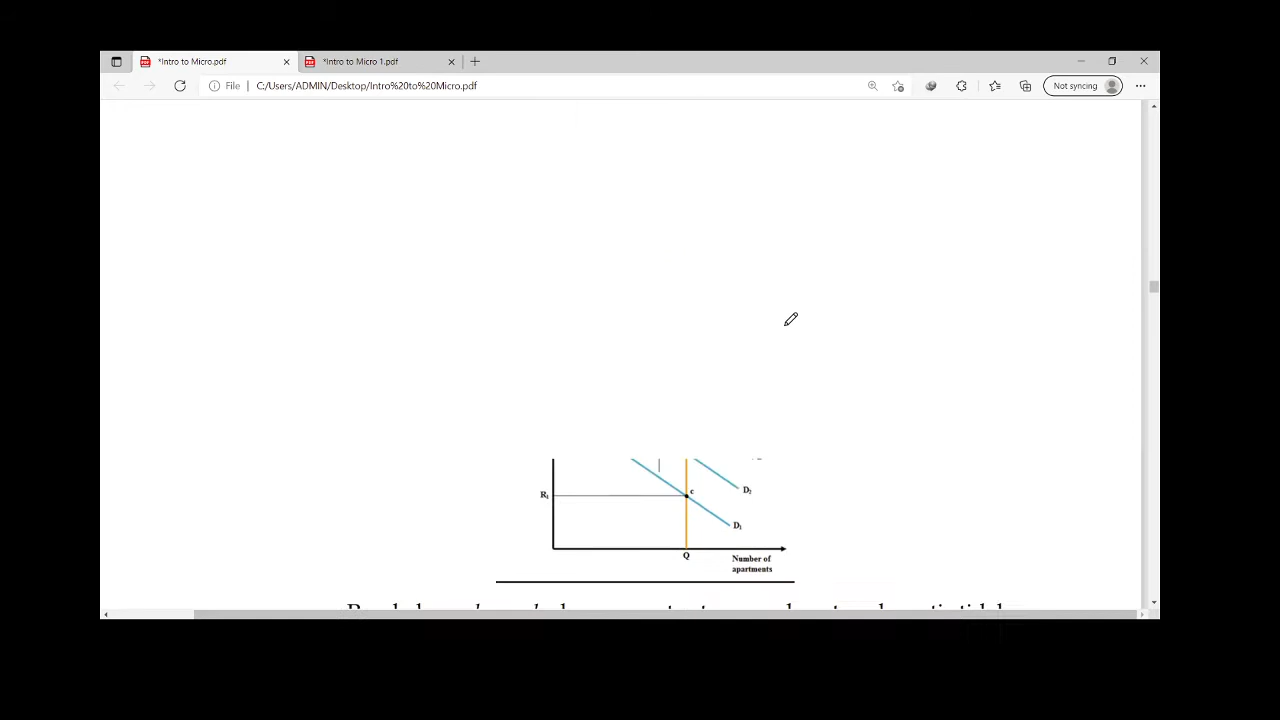 *Intro to Micro.pdf
*Intro to Micro 1.pdf
File
C:/Users/ADMIN/Desktop/Intro%20to%20Micro.pdf
Not syncing
D₂
R₁
c
D₁
Q
Number of
apartments